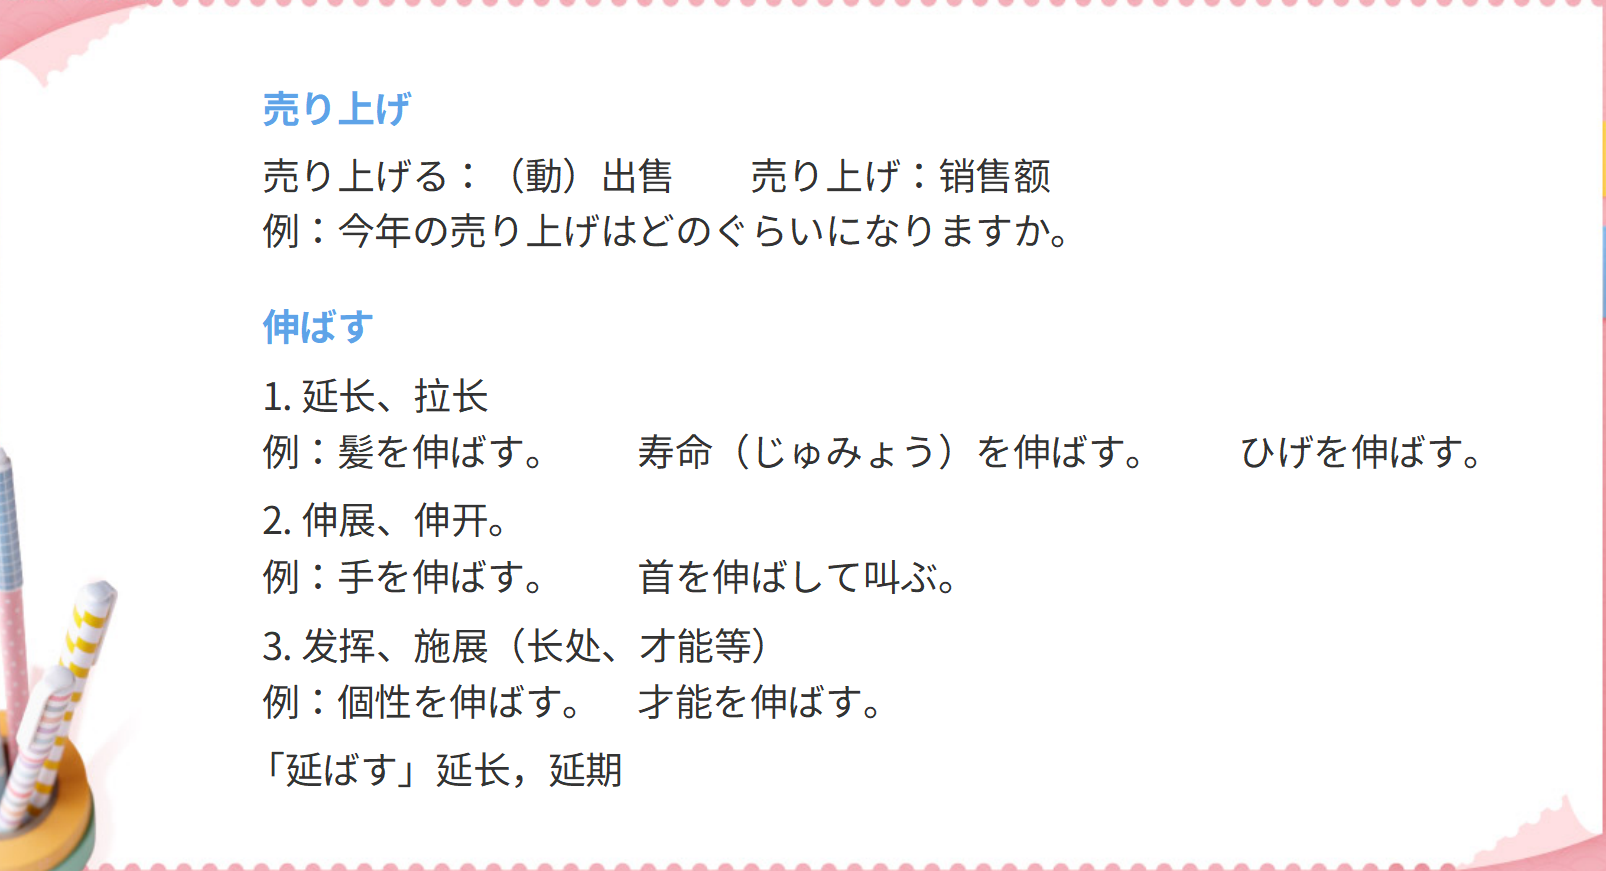 売り上げ
売り上げる：（動）出售　　売り上げ：销售额
例：今年の売り上げはどのぐらいになりますか。
伸ばす
1. 延长、拉长
例：髪を伸ばす。　　寿命（じゅみょう）を伸ばす。　　ひげを伸ばす。
2. 伸展、伸开。
例：手を伸ばす。　　首を伸ばして叫ぶ。
3. 发挥、施展（长处、才能等）
例：個性を伸ばす。　才能を伸ばす。
「延ばす」延长，延期